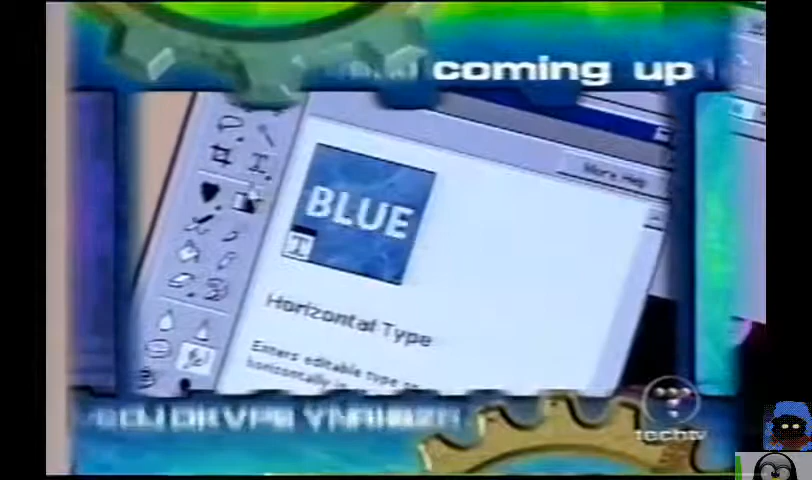 coming up
More Help
BLUE
T
Horizontal Type
Enters editable type
horizontally
techtv